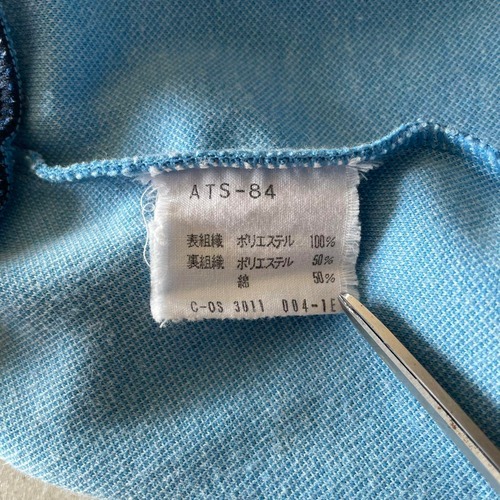 ATS-84
表組織 ポリエステル 100%
裏組織 ポリエステル 50%
綿 50%
C-OS 3011 004-1E